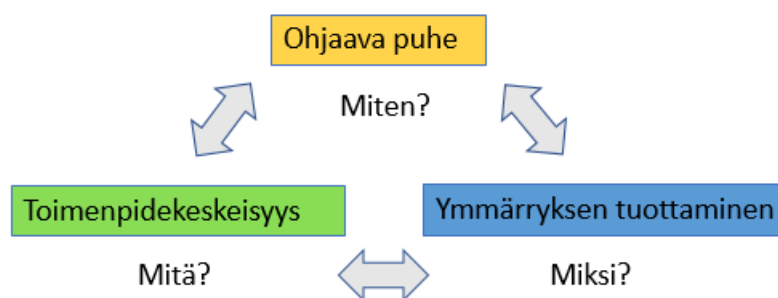 Ohjaava puhe
Miten?
Toimenpidekeskeisyys
Ymmärryksen tuottaminen
Mitä?
Miksi?